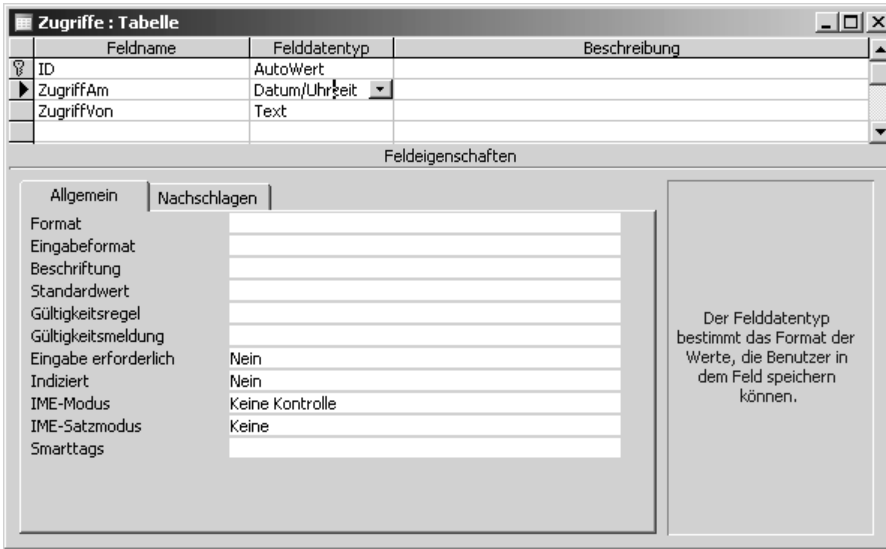 Zugriffe : Tabelle
Feldname Felddatentyp Beschreibung
ID AutoWert
ZugriffAm Datum/Uhrzeit
ZugriffVon Text
Feldeigenschaften
Allgemein Nachschlagen
Format
Eingabeformat
Beschriftung
Standardwert
Gültigkeitsregel
Gültigkeitsmeldung
Eingabe erforderlich Nein
Indiziert Nein
IME-Modus Keine Kontrolle
IME-Satzmodus Keine
Smarttags
Der Felddatentyp
bestimmt das Format der
Werte, die Benutzer in
dem Feld speichern
können.